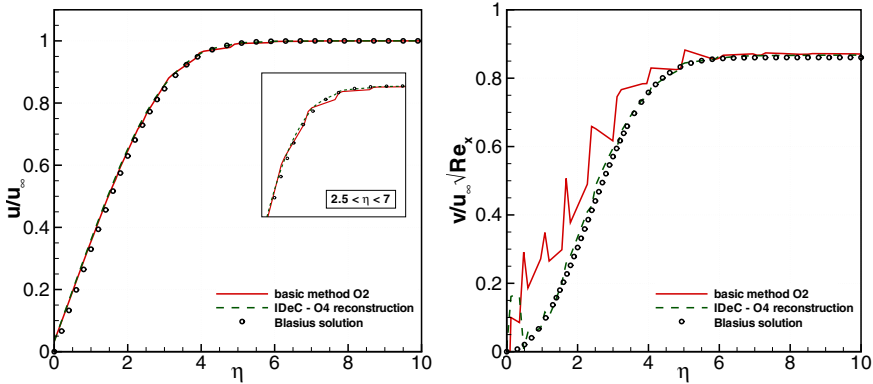 u/u∞
1
0.8
0.6
0.4
0.2
0
0 2 4 6 8 10
η
2.5 < η < 7
basic method O2
IDeC - O4 reconstruction
Blasius solution
v/u∞ √Rex
1
0.8
0.6
0.4
0.2
0
0 2 4 6 8 10
η
basic method O2
IDeC - O4 reconstruction
Blasius solution